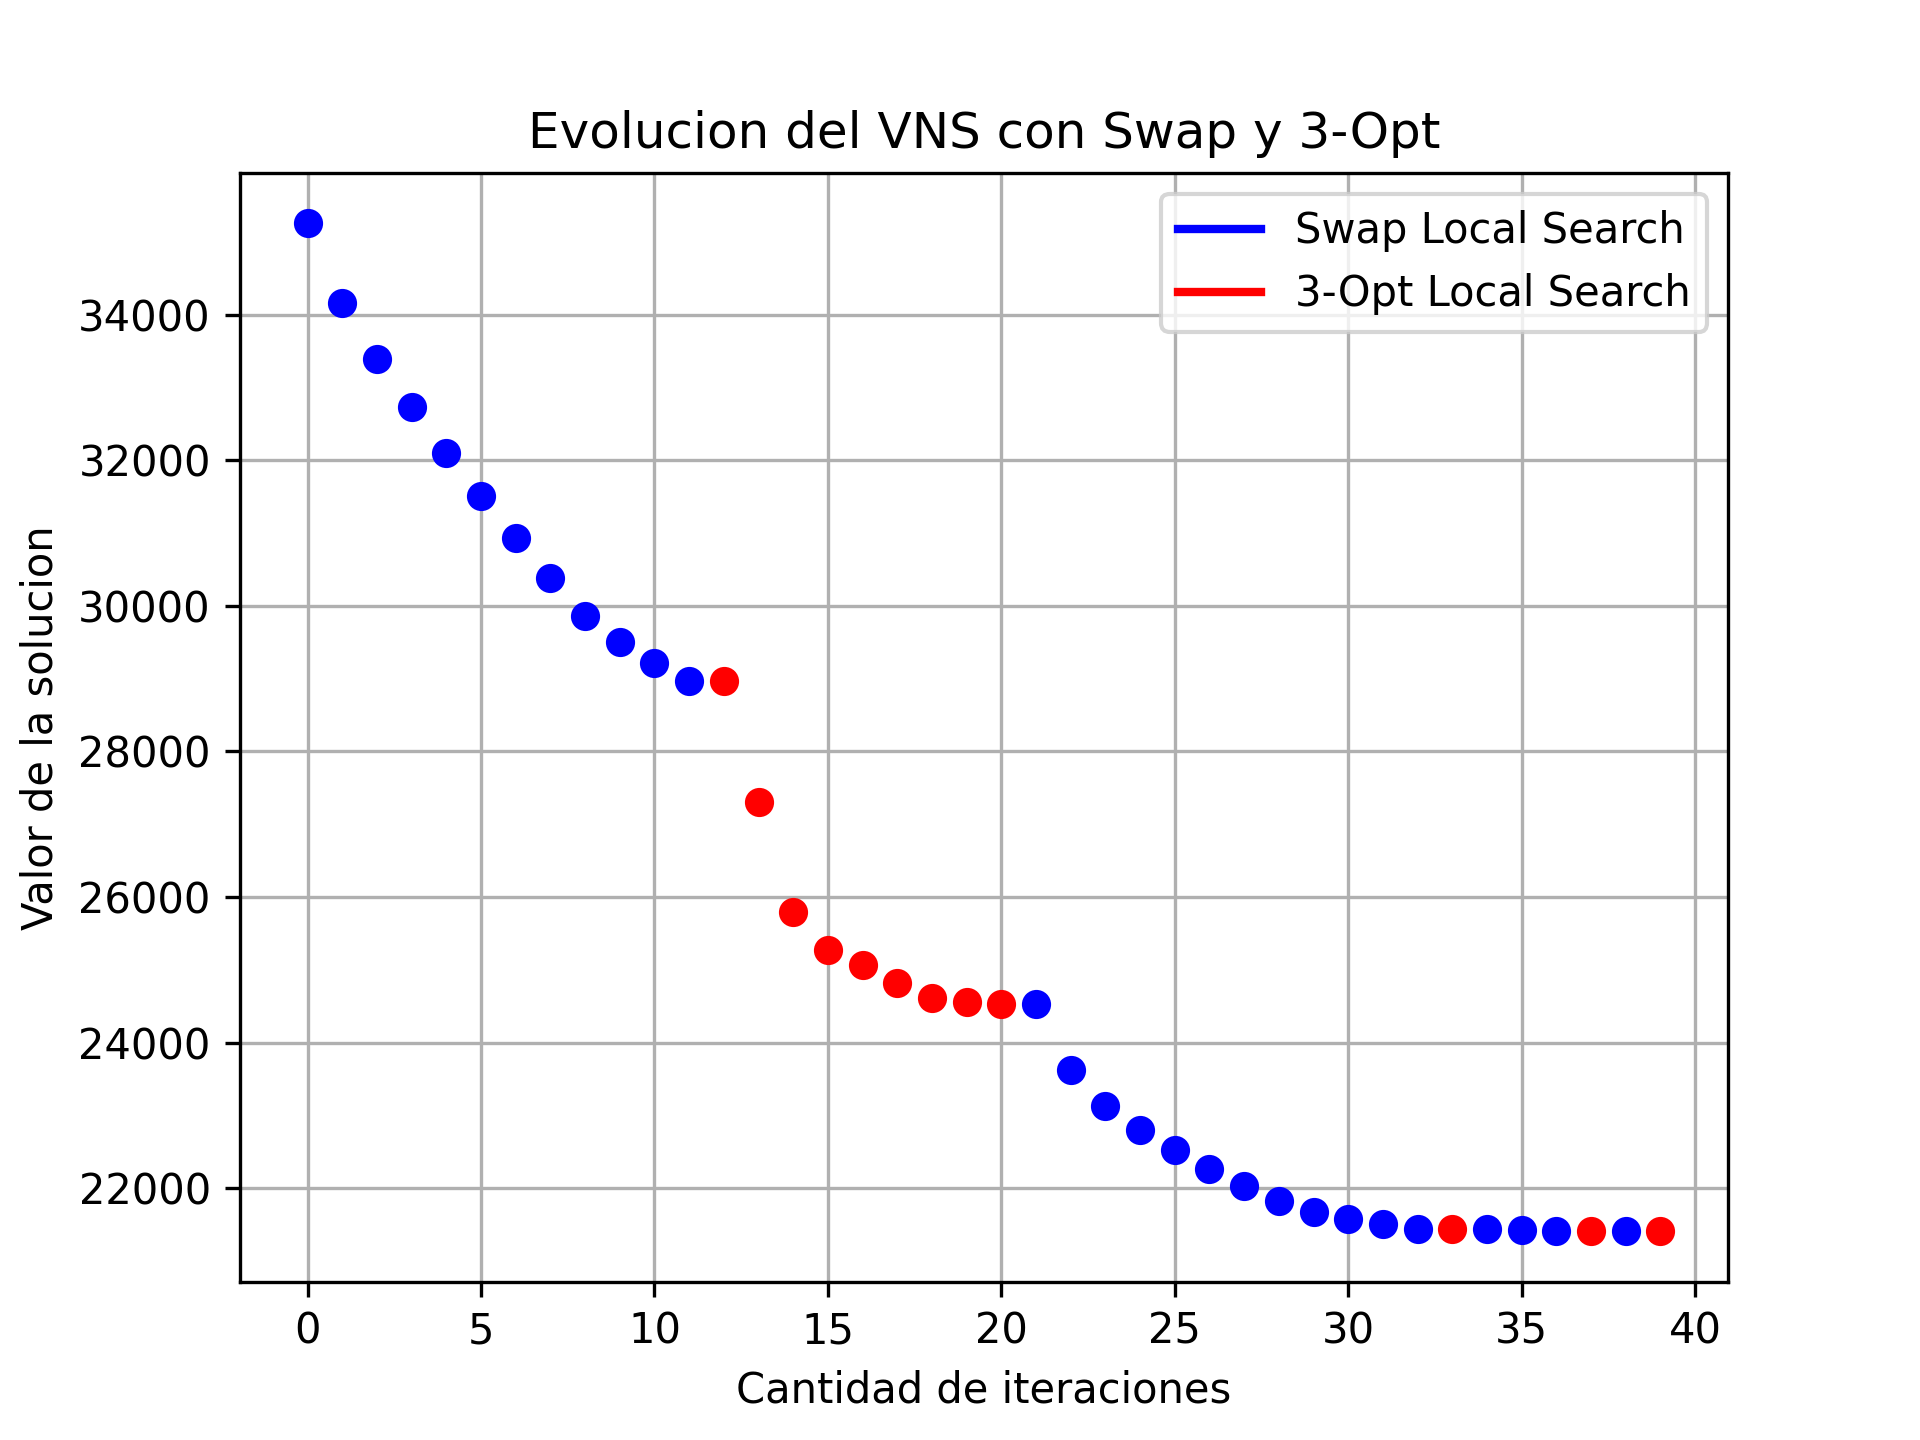 Evolucion del VNS con Swap y 3-Opt
Swap Local Search
3-Opt Local Search
Valor de la solucion
34000
32000
30000
28000
26000
24000
22000
0 5 10 15 20 25 30 35 40
Cantidad de iteraciones